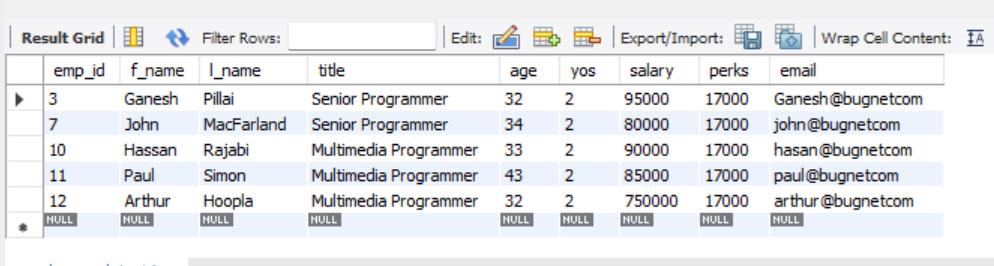 Result Grid Filter Rows: Edit: Export/Import: Wrap Cell Content: IA
emp_id f_name l_name title age yos salary perks email
3 Ganesh Pillai Senior Programmer 32 2 95000 17000 Ganesh@bugnetcom
7 John MacFarland Senior Programmer 34 2 80000 17000 john@bugnetcom
10 Hassan Rajabi Multimedia Programmer 33 2 90000 17000 hasan@bugnetcom
11 Paul Simon Multimedia Programmer 43 2 85000 17000 paul@bugnetcom
12 Arthur Hoopla Multimedia Programmer 32 2 750000 17000 arthur@bugnetcom
NULL NULL NULL NULL NULL NULL NULL NULL NULL